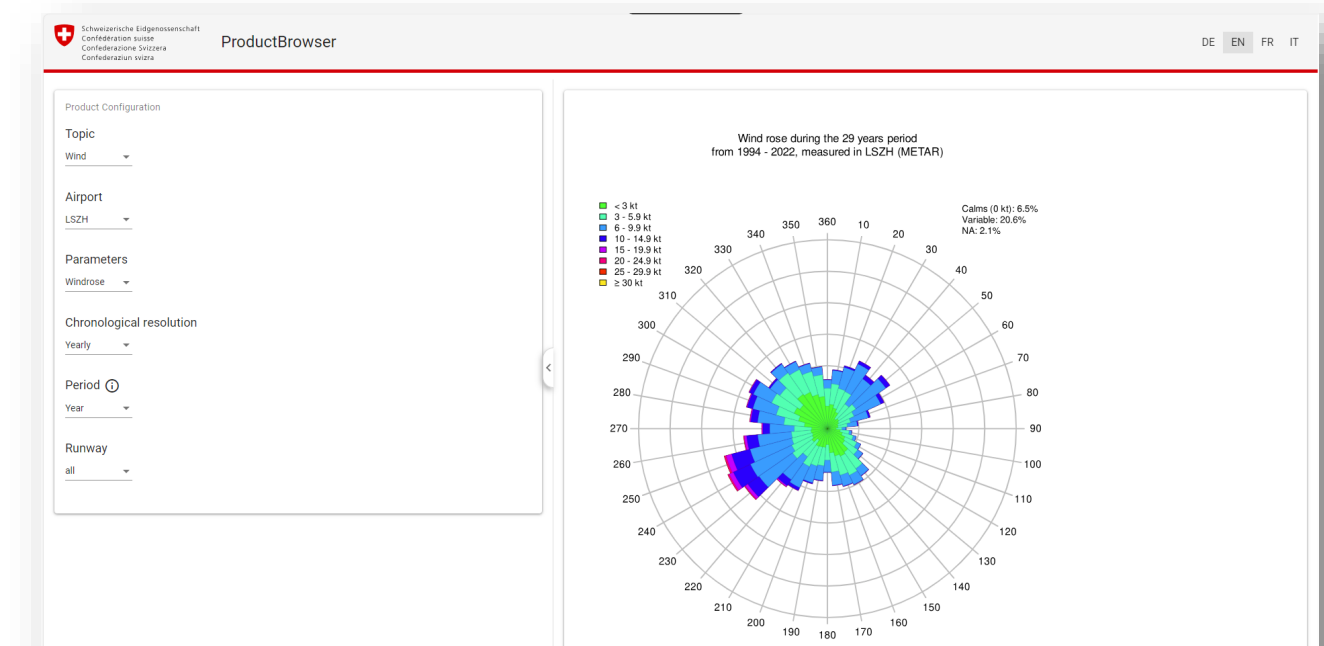 Schweizerische Eidgenossenschaft
Confédération suisse
Confederazione Svizzera
Confederaziun svizra
ProductBrowser
DE EN FR IT
Product Configuration
Topic
Wind
Airport
LSZH
Parameters
Windrose
Chronological resolution
Yearly
Period
Year
Runway
all
Wind rose during the 29 years period
from 1994 - 2022, measured in LSZH (METAR)
< 3 kt
3 - 5.9 kt
6 - 9.9 kt
10 - 14.9 kt
15 - 19.9 kt
20 - 24.9 kt
25 - 29.9 kt
≥ 30 kt
Calms (0 kt): 6.5%
Variable: 20.6%
NA: 2.1%
360
10
20
30
40
50
60
70
80
90
100
110
120
130
140
150
160
170
180
190
200
210
220
230
240
250
260
270
280
290
300
310
320
330
340
350